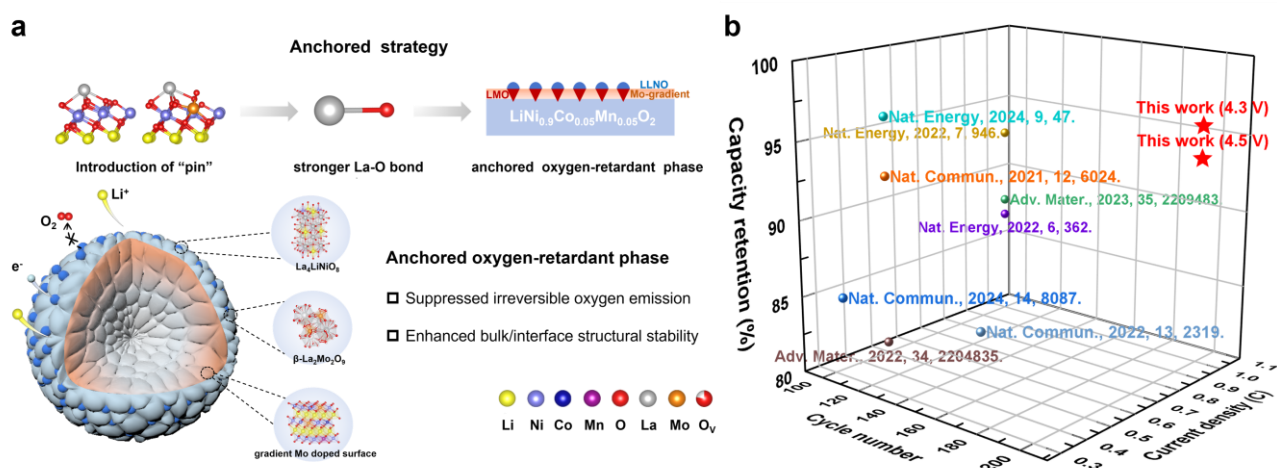 a
Anchored strategy
LMO
LLNO
Mo-gradient
LiNi0.9Co0.05Mn0.05O2
Introduction of “pin”
stronger La-O bond
anchored oxygen-retardant phase
Li+
O2
e-
La4LiNiO8
β-La2Mo2O9
gradient Mo doped surface
Anchored oxygen-retardant phase
Suppressed irreversible oxygen emission
Enhanced bulk/interface structural stability
Li Ni Co Mn O La Mo OV
b
Capacity retention (%)
100
95
90
85
80
This work (4.3 V)
This work (4.5 V)
Nat. Energy, 2024, 9, 47.
Nat. Energy, 2022, 7, 946.
Nat. Commun., 2021, 12, 6024.
Adv. Mater., 2023, 35, 2209483
Nat. Energy, 2022, 6, 362.
Nat. Commun., 2024, 14, 8087.
Nat. Commun., 2022, 13, 2319.
Adv. Mater., 2022, 34, 2204835.
100
120
140
160
180
200
Cycle number
0.3
0.4
0.5
0.6
0.7
0.8
0.9
1.0
1.1
Current density (C)